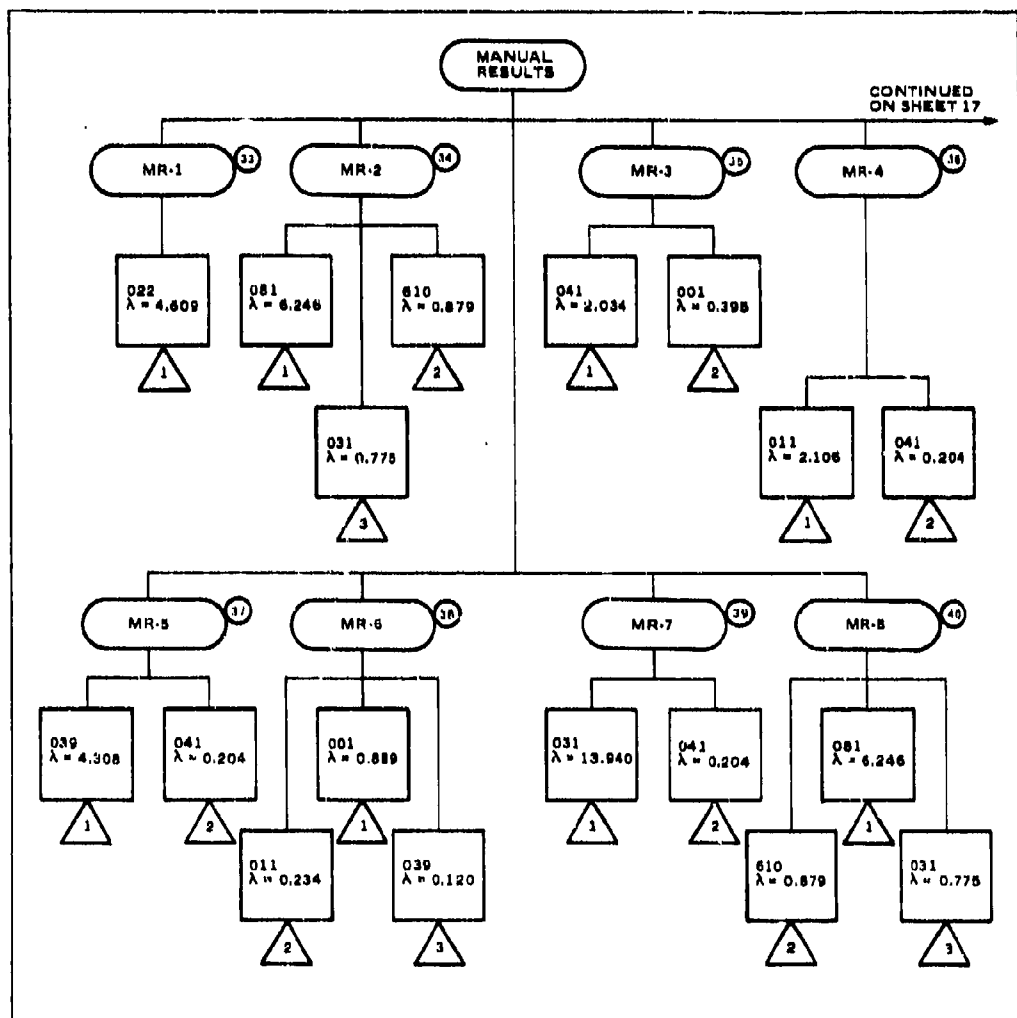 MANUAL
RESULTS
CONTINUED
ON SHEET 17
MR-1
33
MR-2
34
MR-3
35
MR-4
36
022
λ = 4.609
1
081
λ = 6.246
1
610
λ = 0.879
2
031
λ = 0.775
3
041
λ = 2.034
1
001
λ = 0.395
2
011
λ = 2.106
1
041
λ = 0.204
2
MR-5
37
MR-6
38
MR-7
39
MR-8
40
039
λ = 4.308
1
041
λ = 0.204
2
001
λ = 0.889
1
011
λ = 0.234
2
039
λ = 0.120
3
031
λ = 13.940
1
041
λ = 0.204
2
081
λ = 6.246
1
610
λ = 0.879
2
031
λ = 0.775
3